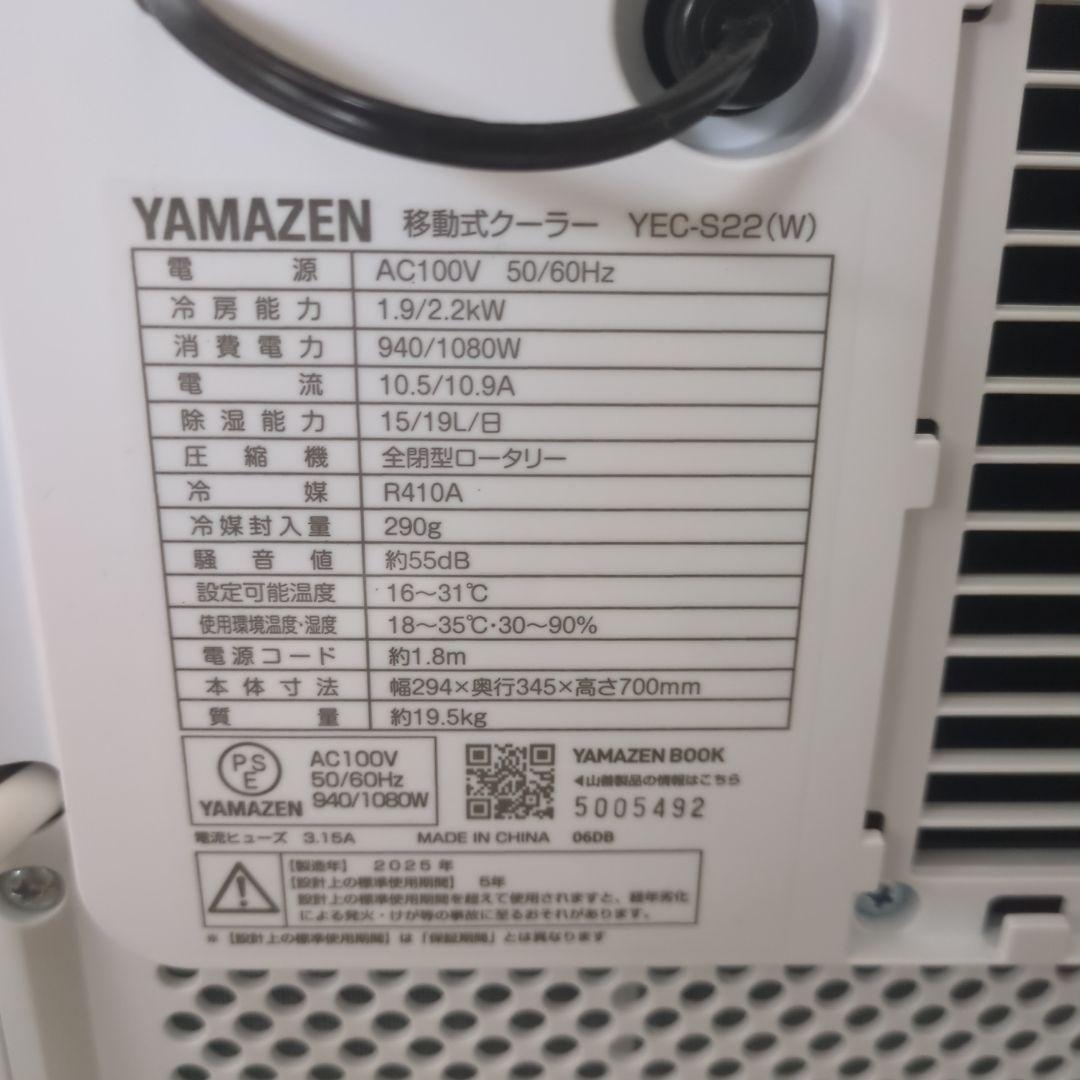 YAMAZEN 移動式クーラー YEC-S22(W)
電源 AC100V 50/60Hz
冷房能力 1.9/2.2kW
消費電力 940/1080W
電流 10.5/10.9A
除湿能力 15/19L/日
圧縮機 全閉型ロータリー
冷媒 R410A
冷媒封入量 290g
騒音値 約55dB
設定可能温度 16〜31℃
使用環境温度・湿度 18〜35℃・30〜90%
電源コード 約1.8m
本体寸法 幅294×奥行345×高さ700mm
質量 約19.5kg
PSE
YAMAZEN
AC100V
50/60Hz
940/1080W
YAMAZEN BOOK
◀山善製品の情報はこちら
5005492
電流ヒューズ 3.15A MADE IN CHINA 06DB
【製造年】 2025年
【設計上の標準使用期間】 5年
設計上の標準使用期間を超えて使用されますと、経年劣化
による発火・けが等の事故に至るおそれがあります。
※【設計上の標準使用期間】は「保証期間」とは異なります